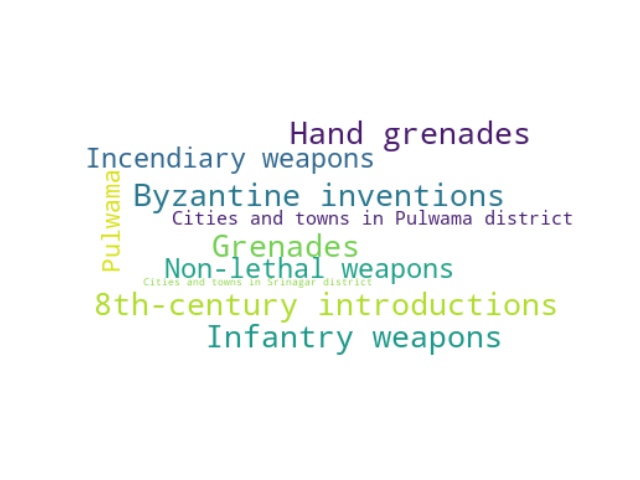 Hand grenades
Incendiary weapons
Pulwama
Byzantine inventions
Cities and towns in Pulwama district
Grenades
Non-lethal weapons
Cities and towns in Srinagar district
8th-century introductions
Infantry weapons